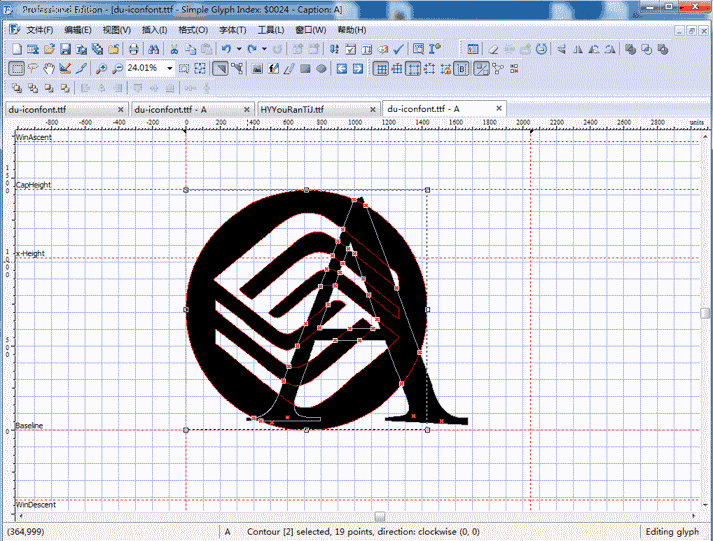 Professional Edition - [du-iconfont.ttf - Simple Glyph Index: $0024 - Caption: A]
文件(F) 编辑(E) 视图(V) 插入(I) 格式(O) 字体(T) 工具(L) 窗口(W) 帮助(H)
24.01%
du-iconfont.ttf du-iconfont.ttf - A HYYouRanTiJ.ttf du-iconfont.ttf - A
-800 -600 -400 -200 0 200 400 600 800 1000 1200 1400 1600 1800 2000 2200 2400 2600 2800 units
WinAscent
1500
CapHeight
x-Height
1000
500
Baseline
0
WinDescent
(364,999) A Contour [2] selected, 19 points, direction: clockwise (0, 0) Editing glyph